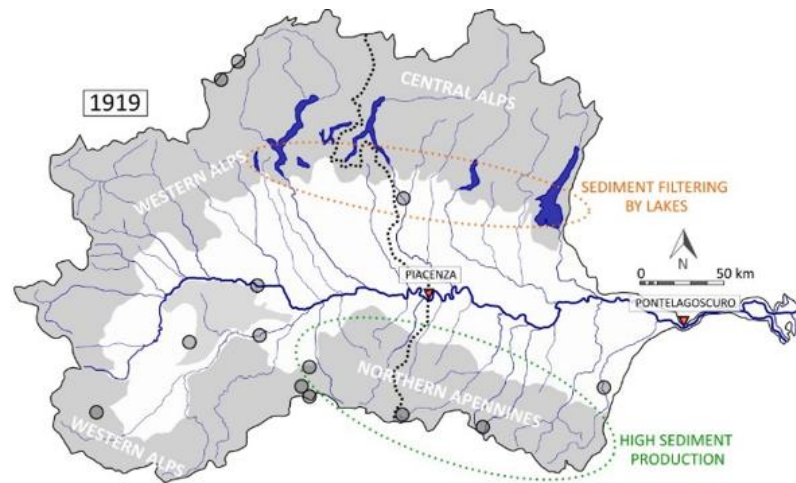 1919
CENTRAL ALPS
WESTERN ALPS
SEDIMENT FILTERING
BY LAKES
N
0 50 km
PIACENZA
PONTELAGOSCURO
NORTHERN APENNINES
WESTERN ALPS
HIGH SEDIMENT
PRODUCTION